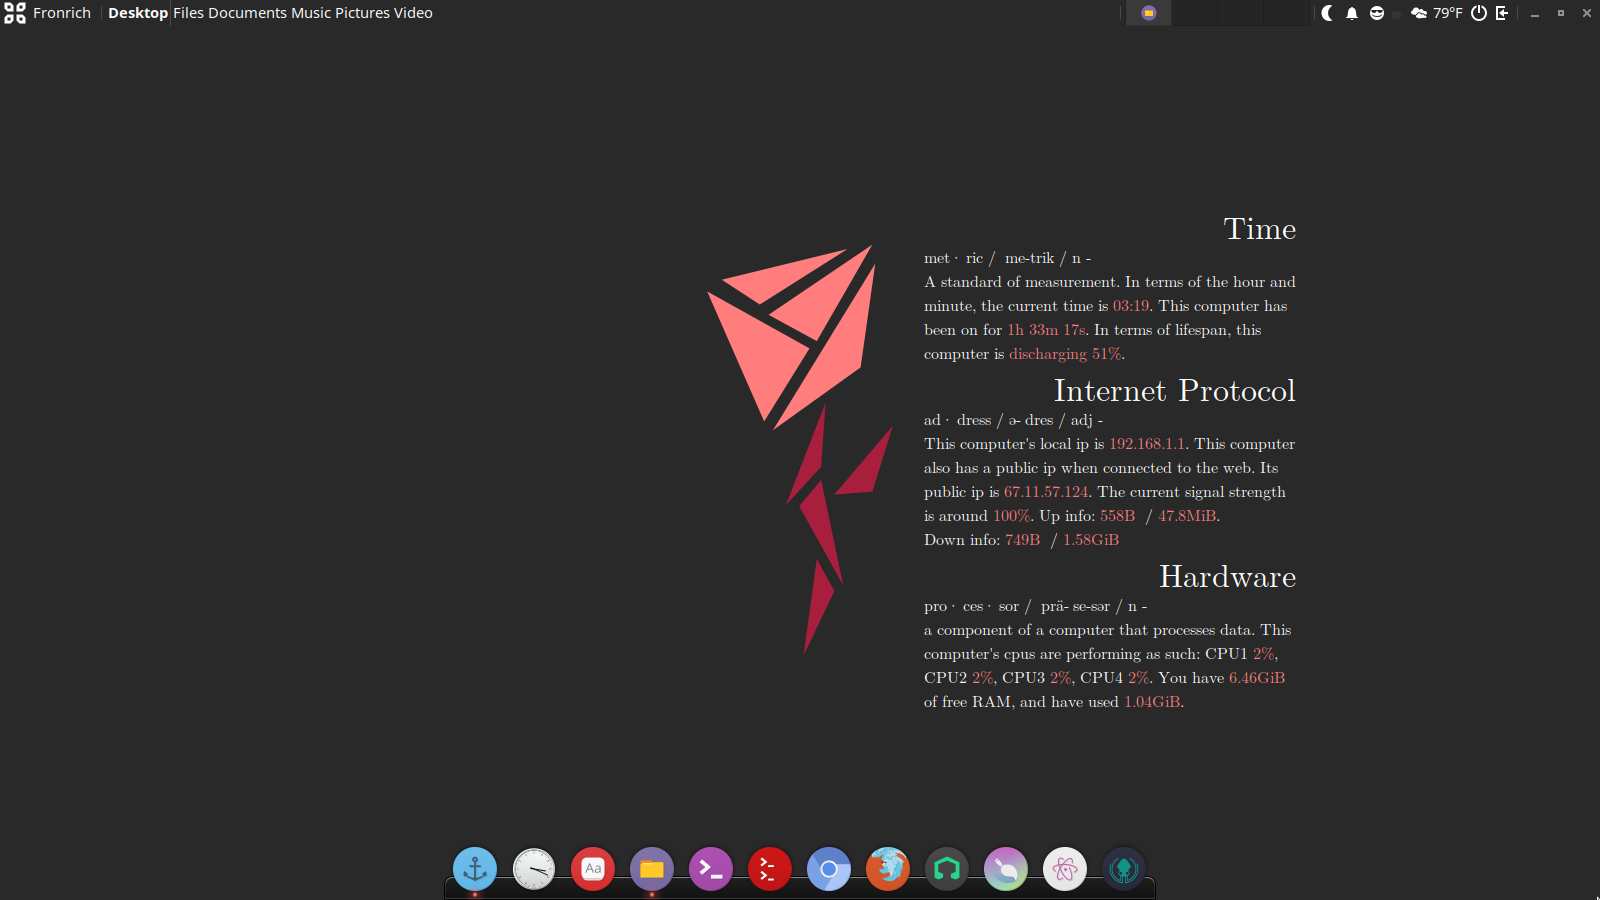 Fronrich Desktop Files Documents Music Pictures Video 79°F
Time
met · ric / me-trik / n -
A standard of measurement. In terms of the hour and
minute, the current time is 03:19. This computer has
been on for 1h 33m 17s. In terms of lifespan, this
computer is discharging 51%.
Internet Protocol
ad · dress / ə- dres / adj -
This computer's local ip is 192.168.1.1. This computer
also has a public ip when connected to the web. Its
public ip is 67.11.57.124. The current signal strength
is around 100%. Up info: 558B / 47.8MiB.
Down info: 749B / 1.58GiB
Hardware
pro · ces · sor / prä- se-sər / n -
a component of a computer that processes data. This
computer's cpus are performing as such: CPU1 2%,
CPU2 2%, CPU3 2%, CPU4 2%. You have 6.46GiB
of free RAM, and have used 1.04GiB.
Aa